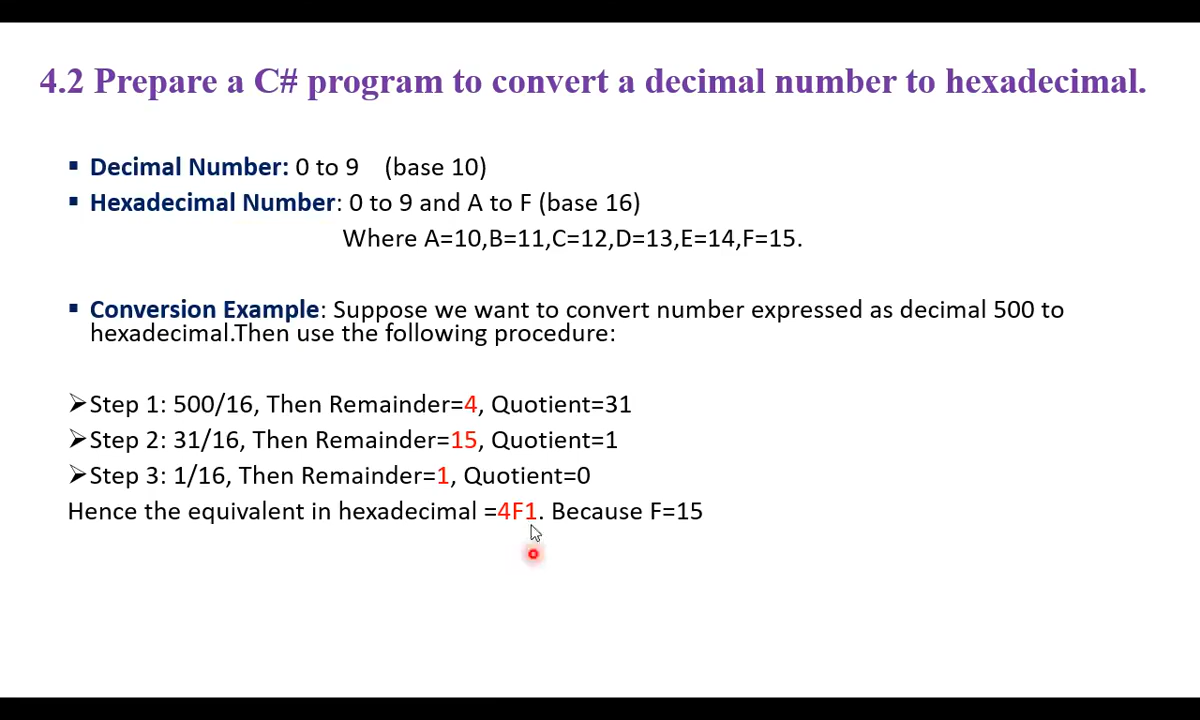 4.2 Prepare a C# program to convert a decimal number to hexadecimal.
▪ Decimal Number: 0 to 9 (base 10)
▪ Hexadecimal Number: 0 to 9 and A to F (base 16)
Where A=10,B=11,C=12,D=13,E=14,F=15.
▪ Conversion Example: Suppose we want to convert number expressed as decimal 500 to
hexadecimal.Then use the following procedure:
➢Step 1: 500/16, Then Remainder=4, Quotient=31
➢Step 2: 31/16, Then Remainder=15, Quotient=1
➢Step 3: 1/16, Then Remainder=1, Quotient=0
Hence the equivalent in hexadecimal =4F1. Because F=15